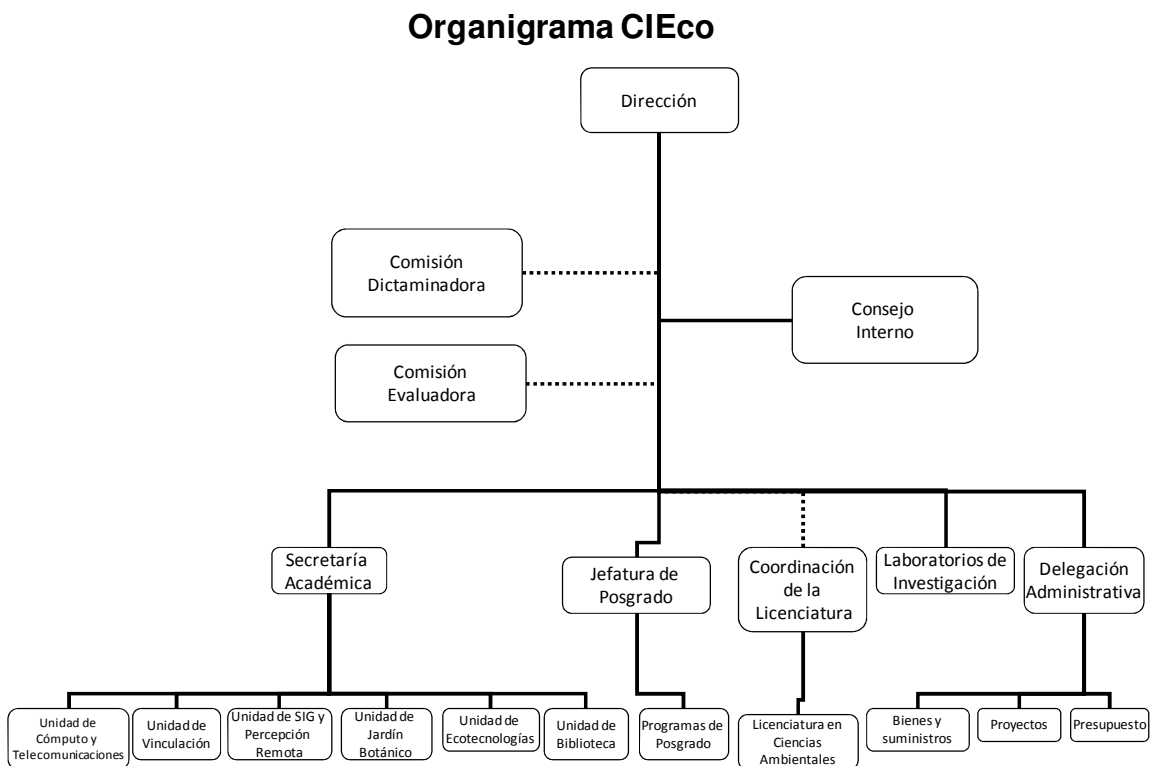 Organigrama CIEco
Dirección
Comisión
Dictaminadora
Consejo
Interno
Comisión
Evaluadora
Secretaría
Académica
Jefatura de
Posgrado
Coordinación
de la
Licenciatura
Laboratorios de
Investigación
Delegación
Administrativa
Unidad de
Cómputo y
Telecomunicaciones
Unidad de
Vinculación
Unidad de SIG y
Percepción
Remota
Unidad de
Jardín
Botánico
Unidad de
Ecotecnologías
Unidad de
Biblioteca
Programas de
Posgrado
Licenciatura en
Ciencias
Ambientales
Bienes y
suministros
Proyectos
Presupuesto